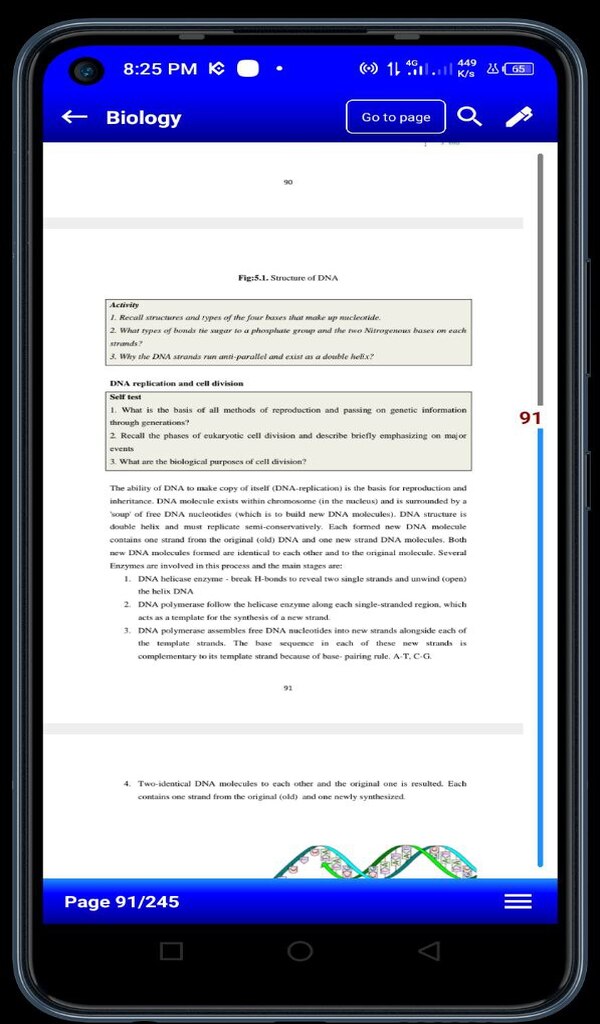 8:25 PM 4G 449 K/s 65
Biology Go to page
90
Fig:5.1. Structure of DNA
Activity
1. Recall structures and types of the four bases that make up nucleotide.
2. What types of bonds tie sugar to a phosphate group and the two Nitrogenous bases on each
strands?
3. Why the DNA strands run anti-parallel and exist as a double helix?
DNA replication and cell division
Self test
1. What is the basis of all methods of reproduction and passing on genetic information
through generations?
2. Recall the phases of eukaryotic cell division and describe briefly emphasizing on major
events
3. What are the biological purposes of cell division?
91
The ability of DNA to make copy of itself (DNA-replication) is the basis for reproduction and
inheritance. DNA molecule exists within chromosome (in the nucleus) and is surrounded by a
'soup' of free DNA nucleotides (which is to build new DNA molecules). DNA structure is
double helix and must replicate semi-conservatively. Each formed new DNA molecule
contains one strand from the original (old) DNA and one new strand DNA molecules. Both
new DNA molecules formed are identical to each other and to the original molecule. Several
Enzymes are involved in this process and the main stages are:
1. DNA helicase enzyme - break H-bonds to reveal two single strands and unwind (open)
the helix DNA
2. DNA polymerase follow the helicase enzyme along each single-stranded region, which
acts as a template for the synthesis of a new strand.
3. DNA polymerase assembles free DNA nucleotides into new strands alongside each of
the template strands. The base sequence in each of these new strands is
complementary to its template strand because of base- pairing rule. A-T, C-G.
91
4. Two-identical DNA molecules to each other and the original one is resulted. Each
contains one strand from the original (old) and one newly synthesized.
Page 91/245